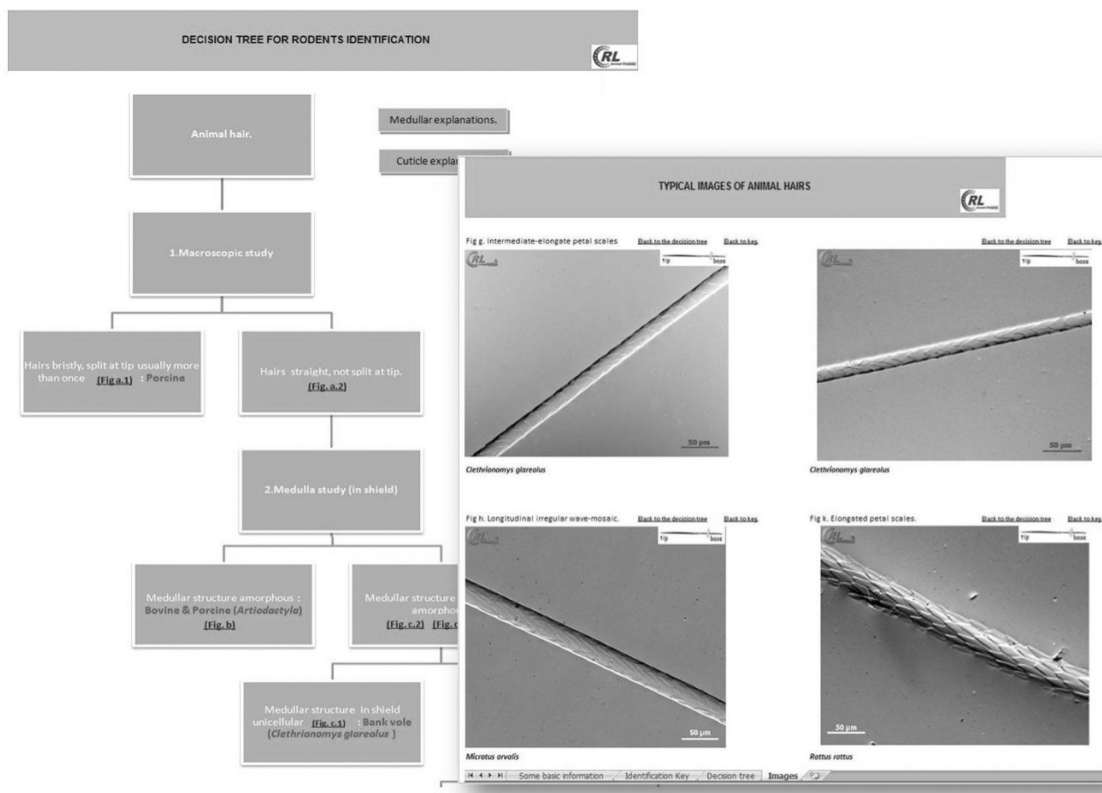 DECISION TREE FOR RODENTS IDENTIFICATION
CRL
Animal hair.
Medullar explanations.
Cuticle expla
1.Macroscopic study
Hairs bristly, split at tip usually more
than once (Fig a.1) : Porcine
Hairs straight, not split at tip.
(Fig. a.2)
2.Medulla study (in shield)
Medullar structure amorphous :
Bovine & Porcine (Artiodactyla)
(Fig. b)
Medullar structure
amorpho
(Fig. c.2) (Fig. c
Medullar structure in shield
unicellular (Fig. c.1) : Bank vole
(Clethrionomys glareolus )
TYPICAL IMAGES OF ANIMAL HAIRS
CRL
Fig g. Intermediate-elongate petal scales Back to the decision tree Back to key.
CRL
tip base
50 µm
Clethrionomys glareolus
Back to the decision tree Back to key.
CRL
tip base
50 µm
Clethrionomys glareolus
Fig h. Longitudinal irregular wave-mosaic. Back to the decision tree Back to key.
CRL
tip base
50 µm
Microtus arvalis
Fig k. Elongated petal scales. Back to the decision tree Back to key.
CRL
tip base
50 µm
Rattus rattus
Some basic information Identification Key Decision tree Images